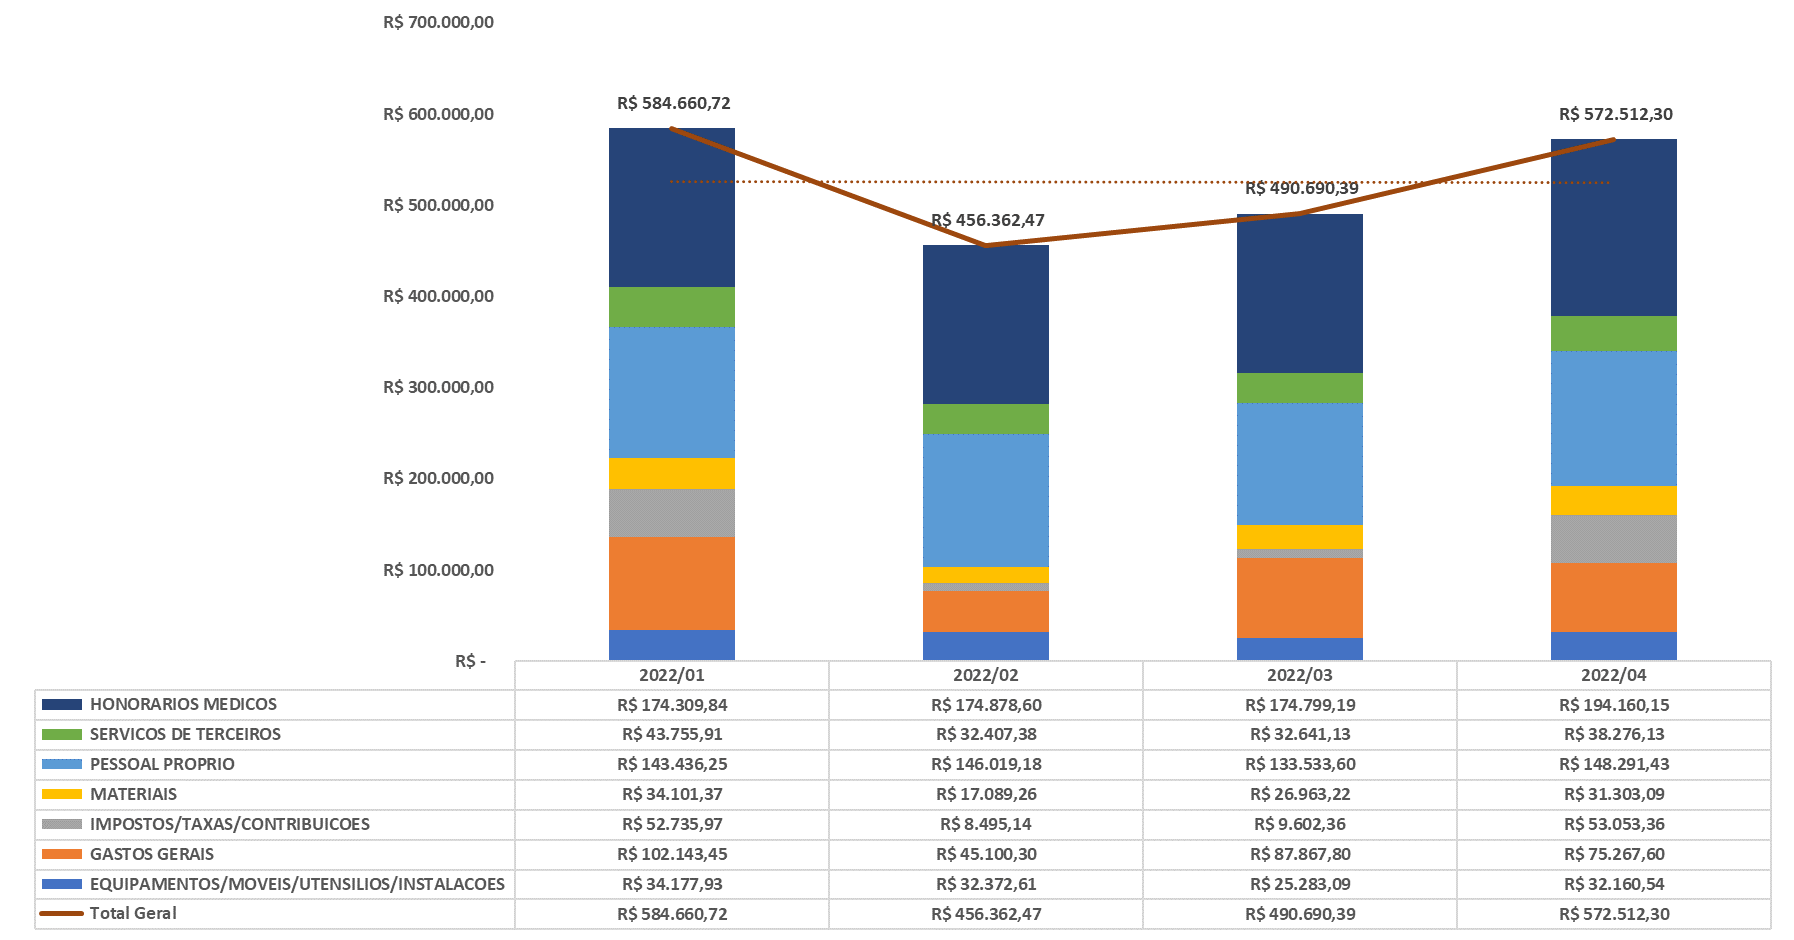 R$ 700.000,00
R$ 600.000,00
R$ 500.000,00
R$ 400.000,00
R$ 300.000,00
R$ 200.000,00
R$ 100.000,00
R$ -
R$ 584.660,72
R$ 456.362,47
R$ 490.690,39
R$ 572.512,30
2022/01 2022/02 2022/03 2022/04
HONORARIOS MEDICOS R$ 174.309,84 R$ 174.878,60 R$ 174.799,19 R$ 194.160,15
SERVICOS DE TERCEIROS R$ 43.755,91 R$ 32.407,38 R$ 32.641,13 R$ 38.276,13
PESSOAL PROPRIO R$ 143.436,25 R$ 146.019,18 R$ 133.533,60 R$ 148.291,43
MATERIAIS R$ 34.101,37 R$ 17.089,26 R$ 26.963,22 R$ 31.303,09
IMPOSTOS/TAXAS/CONTRIBUICOES R$ 52.735,97 R$ 8.495,14 R$ 9.602,36 R$ 53.053,36
GASTOS GERAIS R$ 102.143,45 R$ 45.100,30 R$ 87.867,80 R$ 75.267,60
EQUIPAMENTOS/MOVEIS/UTENSILIOS/INSTALACOES R$ 34.177,93 R$ 32.372,61 R$ 25.283,09 R$ 32.160,54
Total Geral R$ 584.660,72 R$ 456.362,47 R$ 490.690,39 R$ 572.512,30